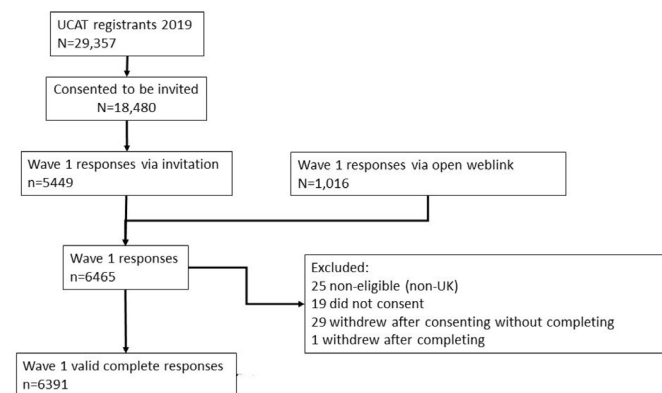 UCAT registrants 2019
N=29,357
Consented to be invited
N=18,480
Wave 1 responses via invitation
n=5449
Wave 1 responses via open weblink
N=1,016
Wave 1 responses
n=6465
Excluded:
25 non-eligible (non-UK)
19 did not consent
29 withdrew after consenting without completing
1 withdrew after completing
Wave 1 valid complete responses
n=6391